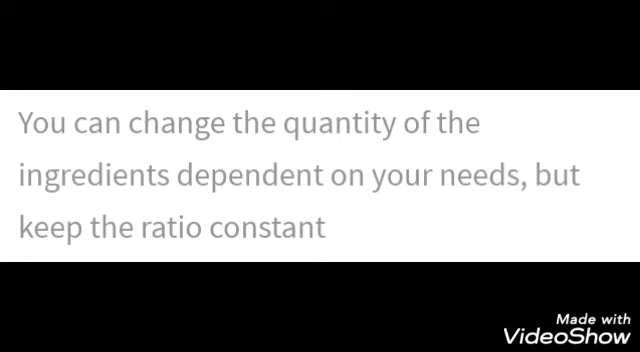 You can change the quantity of the
ingredients dependent on your needs, but
keep the ratio constant
Made with
VideoShow